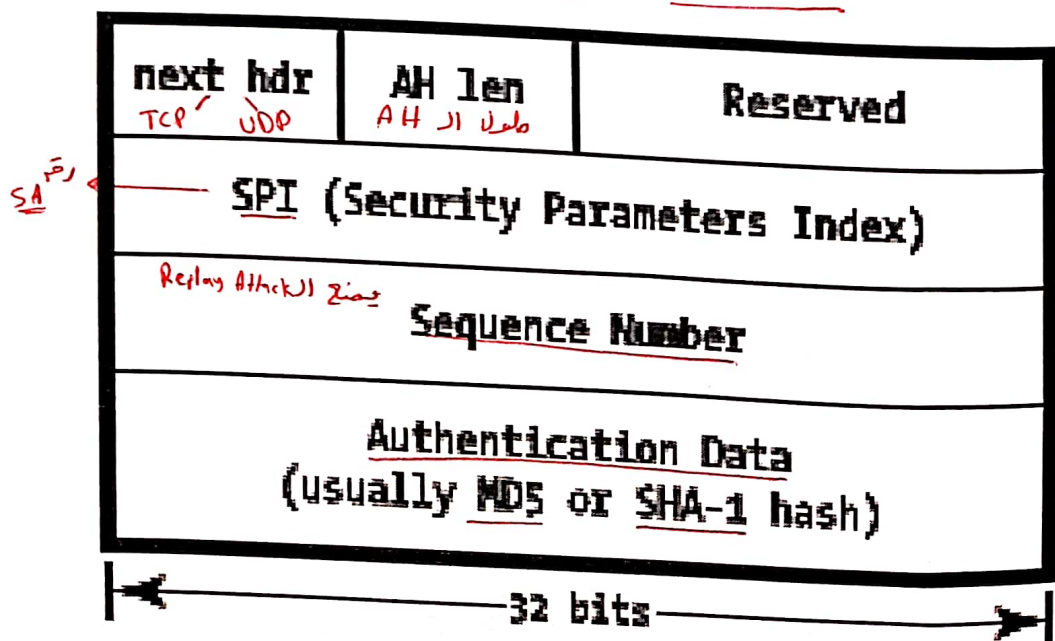 next hdr
TCP UDP
AH len
طول ال AH
Reserved
رقم SA
SPI (Security Parameters Index)
يمنع ال Replay Attack
Sequence Number
Authentication Data
(usually MD5 or SHA-1 hash)
32 bits